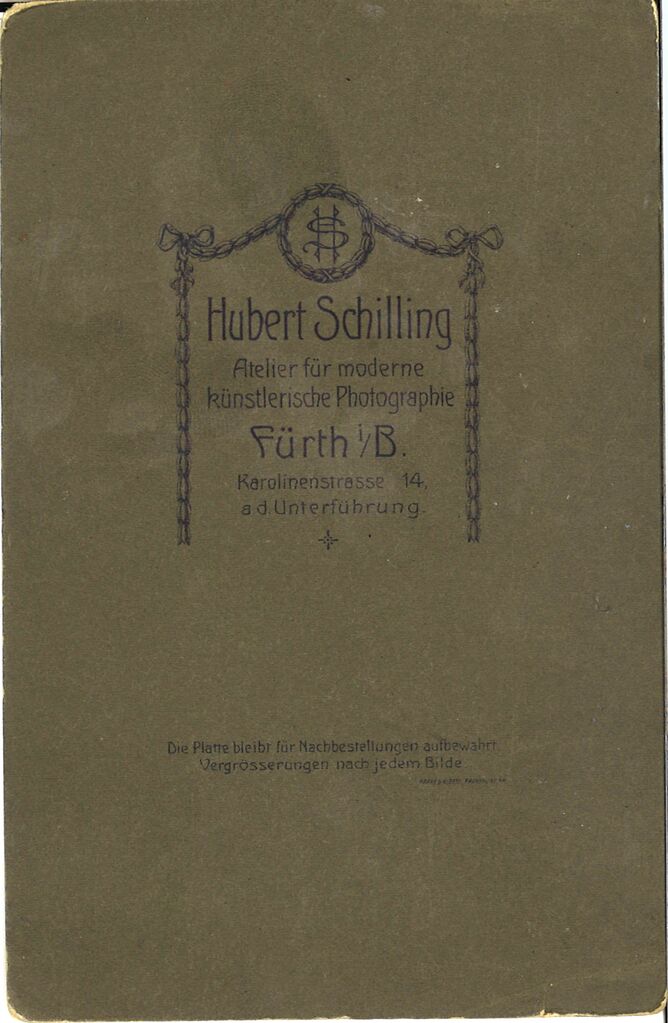 HS
Hubert Schilling
Atelier für moderne
künstlerische Photographie
Fürth i/B.
Karolinenstrasse 14,
a d. Unterführung.
Die Platte bleibt für Nachbestellungen aufbewahrt.
Vergrösserungen nach jedem Bilde.